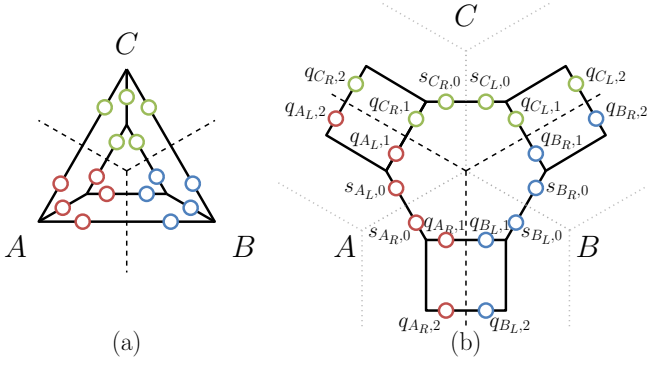 C
A
B
(a)
C
q_{C_R,2}
s_{C_R,0}
s_{C_L,0}
q_{C_L,2}
q_{A_L,2}
q_{C_R,1}
q_{C_L,1}
q_{B_R,2}
q_{A_L,1}
q_{B_R,1}
s_{A_L,0}
s_{B_R,0}
s_{A_R,0}
q_{A_R,1}
q_{B_L,1}
s_{B_L,0}
A
B
q_{A_R,2}
q_{B_L,2}
(b)